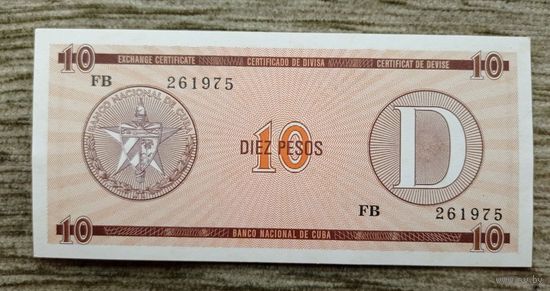 10 EXCHANGE CERTIFICATE CERTIFICADO DE DIVISA CERTIFICAT DE DEVISE 10
FB 261975
BANCO NACIONAL DE CUBA
10
DIEZ PESOS
D
FB 261975
10 BANCO NACIONAL DE CUBA 10